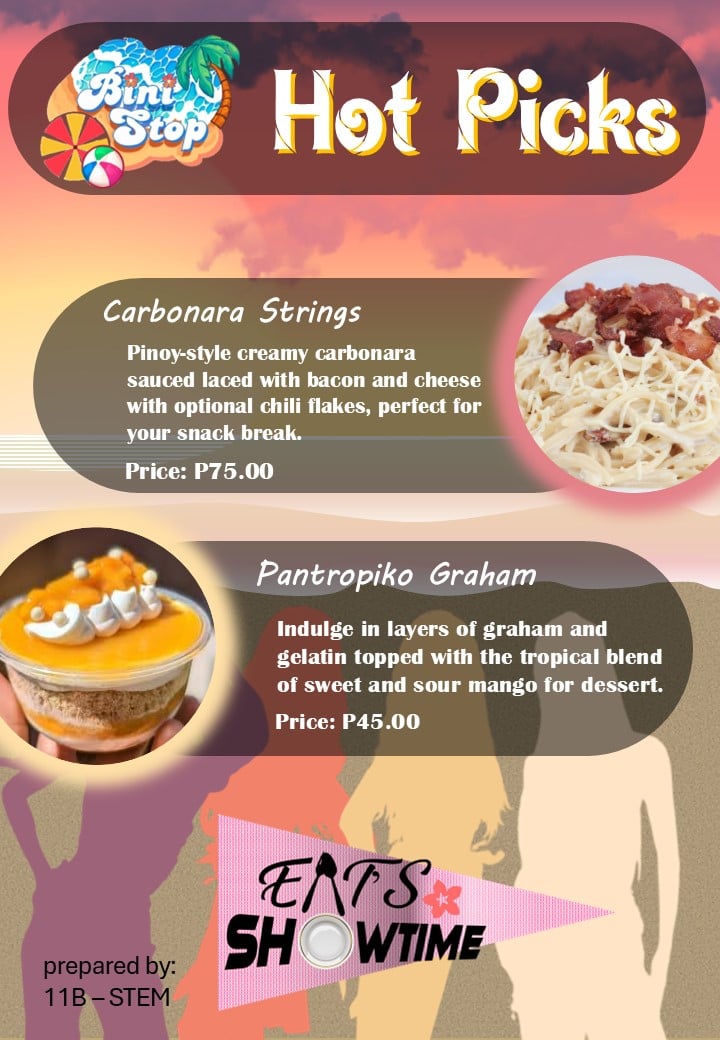 Bini
Stop
Hot Picks
Carbonara Strings
Pinoy-style creamy carbonara
sauced laced with bacon and cheese
with optional chili flakes, perfect for
your snack break.
Price: P75.00
Pantropiko Graham
Indulge in layers of graham and
gelatin topped with the tropical blend
of sweet and sour mango for dessert.
Price: P45.00
EAT'S
SHOWTIME
prepared by:
11B – STEM